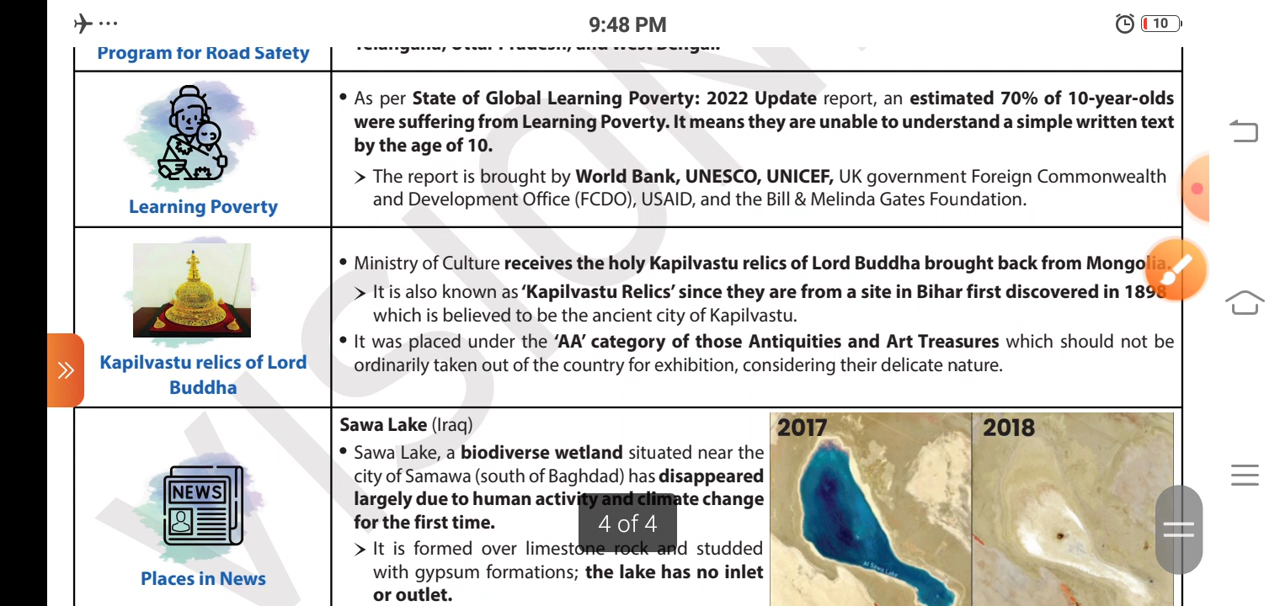 9:48 PM
10
Program for Road Safety
Telangana, Uttar Pradesh, and West Bengal.
• As per State of Global Learning Poverty: 2022 Update report, an estimated 70% of 10-year-olds
were suffering from Learning Poverty. It means they are unable to understand a simple written text
by the age of 10.
➢ The report is brought by World Bank, UNESCO, UNICEF, UK government Foreign Commonwealth
and Development Office (FCDO), USAID, and the Bill & Melinda Gates Foundation.
Learning Poverty
• Ministry of Culture receives the holy Kapilvastu relics of Lord Buddha brought back from Mongolia.
➢ It is also known as ‘Kapilvastu Relics’ since they are from a site in Bihar first discovered in 1898
which is believed to be the ancient city of Kapilvastu.
• It was placed under the ‘AA’ category of those Antiquities and Art Treasures which should not be
ordinarily taken out of the country for exhibition, considering their delicate nature.
Kapilvastu relics of Lord
Buddha
Sawa Lake (Iraq)
• Sawa Lake, a biodiverse wetland situated near the
city of Samawa (south of Baghdad) has disappeared
largely due to human activity and climate change
for the first time.
➢ It is formed over limestone rock and studded
with gypsum formations; the lake has no inlet
or outlet.
NEWS
Places in News
2017
2018
4 of 4
VISION